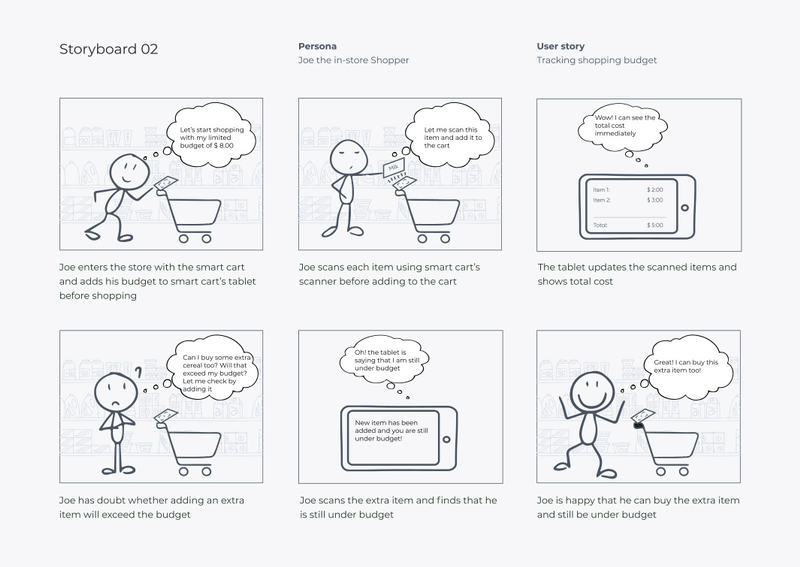 Storyboard 02
Persona
Joe the in-store Shopper
User story
Tracking shopping budget
Let's start shopping
with my limited
budget of $ 8.00
Joe enters the store with the smart cart
and adds his budget to smart cart's tablet
before shopping
Let me scan this
item and add it to
the cart
Milk
Joe scans each item using smart cart's
scanner before adding to the cart
Wow! I can see the
total cost
immediately
Item 1: $ 2:00
Item 2: $ 3:00
Total: $ 5:00
The tablet updates the scanned items and
shows total cost
Can I buy some extra
cereal too? Will that
exceed my budget?
Let me check by
adding it
?
Joe has doubt whether adding an extra
item will exceed the budget
Oh! the tablet is
saying that I am still
under budget
New item has been
added and you are still
under budget!
Joe scans the extra item and finds that he
is still under budget
Great! I can buy this
extra item too!
Joe is happy that he can buy the extra item
and still be under budget